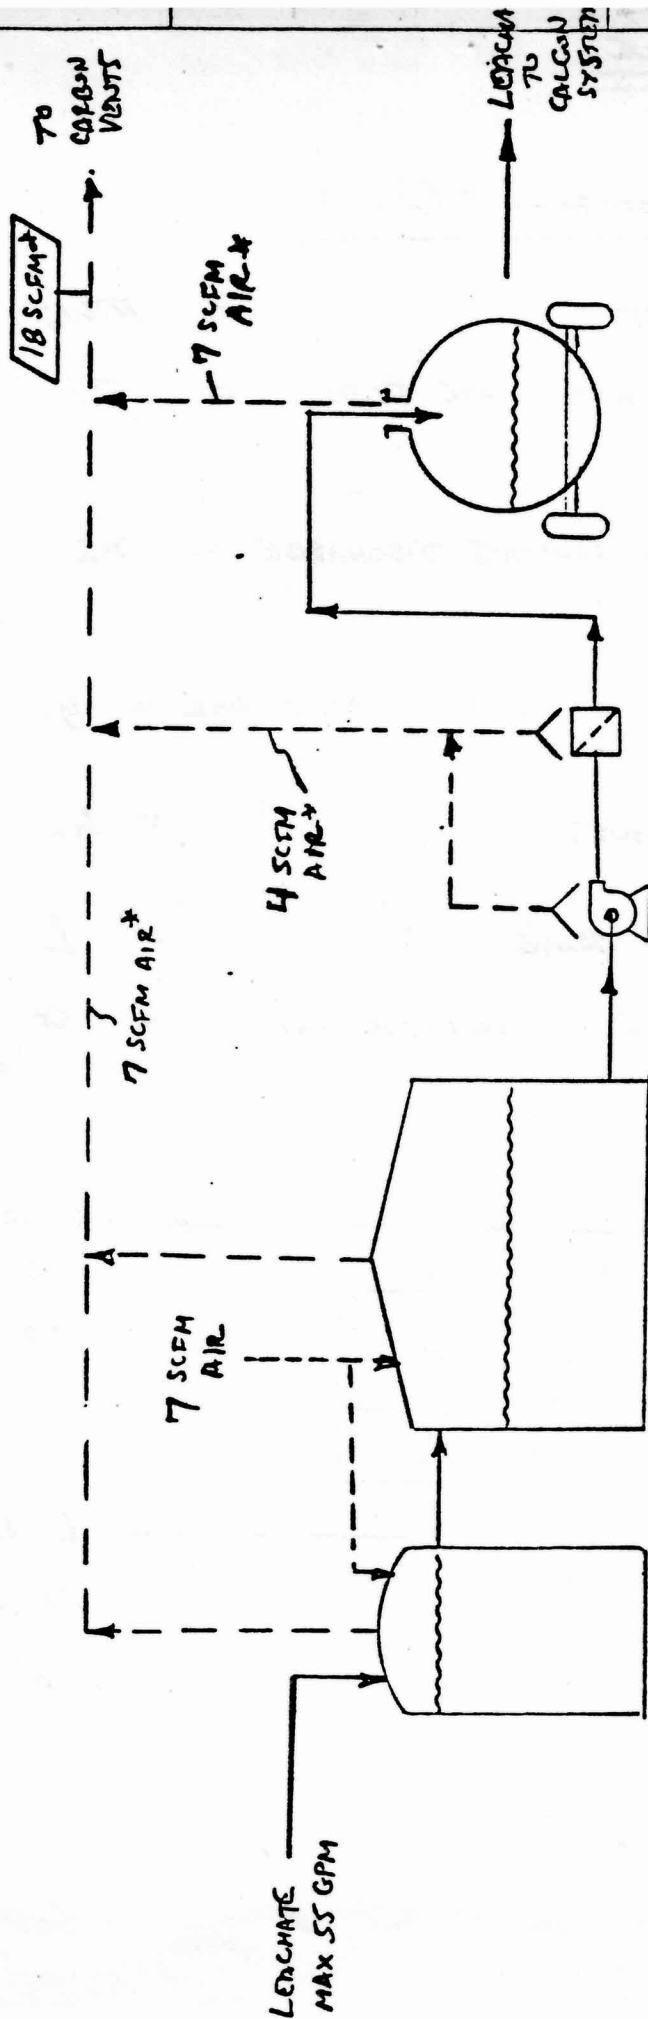 LEACHATE
MAX 55 GPM
7 SCFM
AIR
7 SCFM AIR*
4 SCFM
AIR*
7 SCFM
AIR*
18 SCFM*
TO
CARBON
VENTS
LEACHA
TO
CALGON
SYSTEM